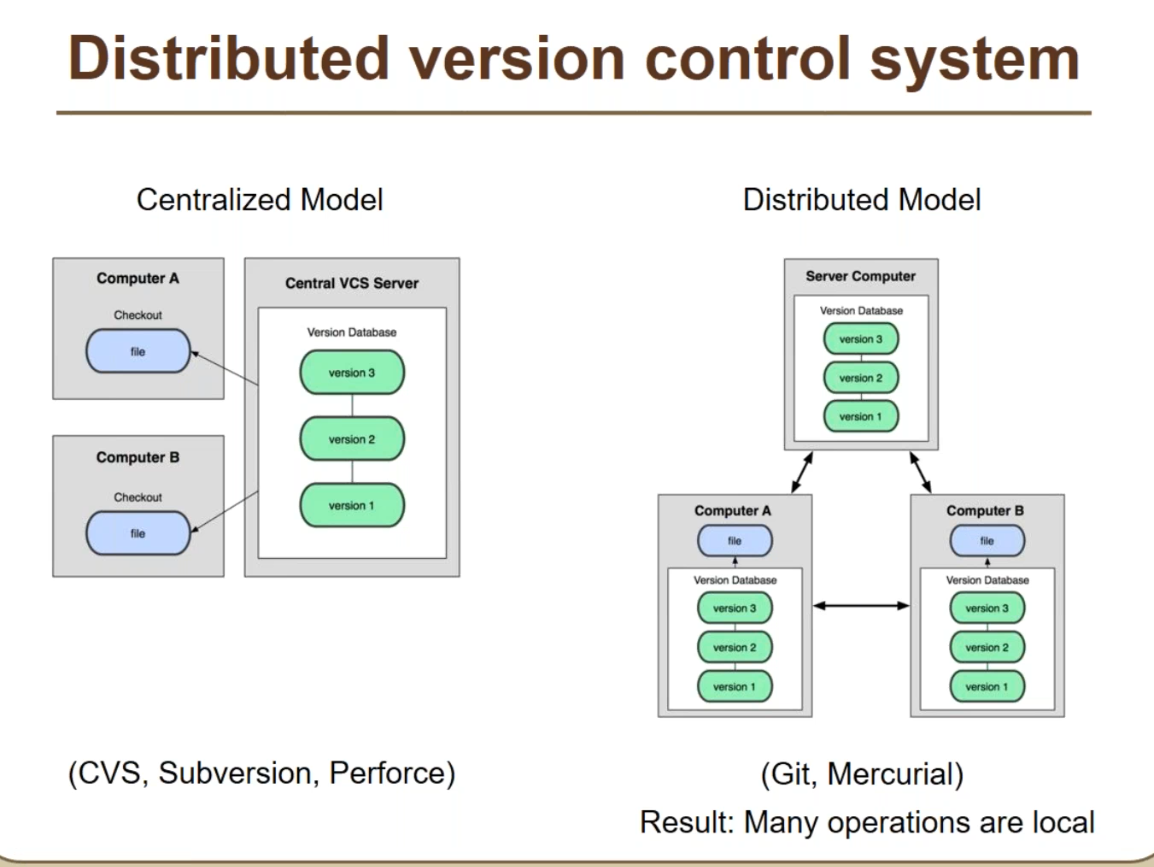 Distributed version control system
Centralized Model
Computer A
Checkout
file
Computer B
Checkout
file
Central VCS Server
Version Database
version 3
version 2
version 1
(CVS, Subversion, Perforce)
Distributed Model
Server Computer
Version Database
version 3
version 2
version 1
Computer A
file
Version Database
version 3
version 2
version 1
Computer B
file
Version Database
version 3
version 2
version 1
(Git, Mercurial)
Result: Many operations are local